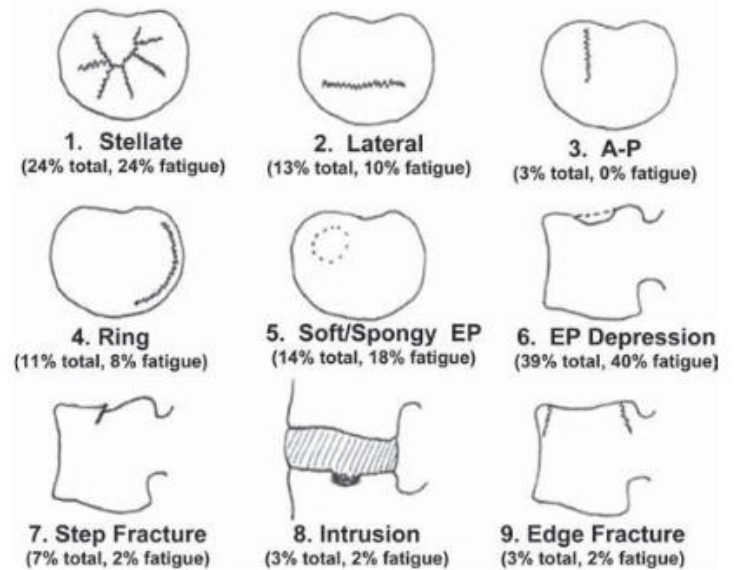 1. Stellate
(24% total, 24% fatigue)
2. Lateral
(13% total, 10% fatigue)
3. A-P
(3% total, 0% fatigue)
4. Ring
(11% total, 8% fatigue)
5. Soft/Spongy EP
(14% total, 18% fatigue)
6. EP Depression
(39% total, 40% fatigue)
7. Step Fracture
(7% total, 2% fatigue)
8. Intrusion
(3% total, 2% fatigue)
9. Edge Fracture
(3% total, 2% fatigue)